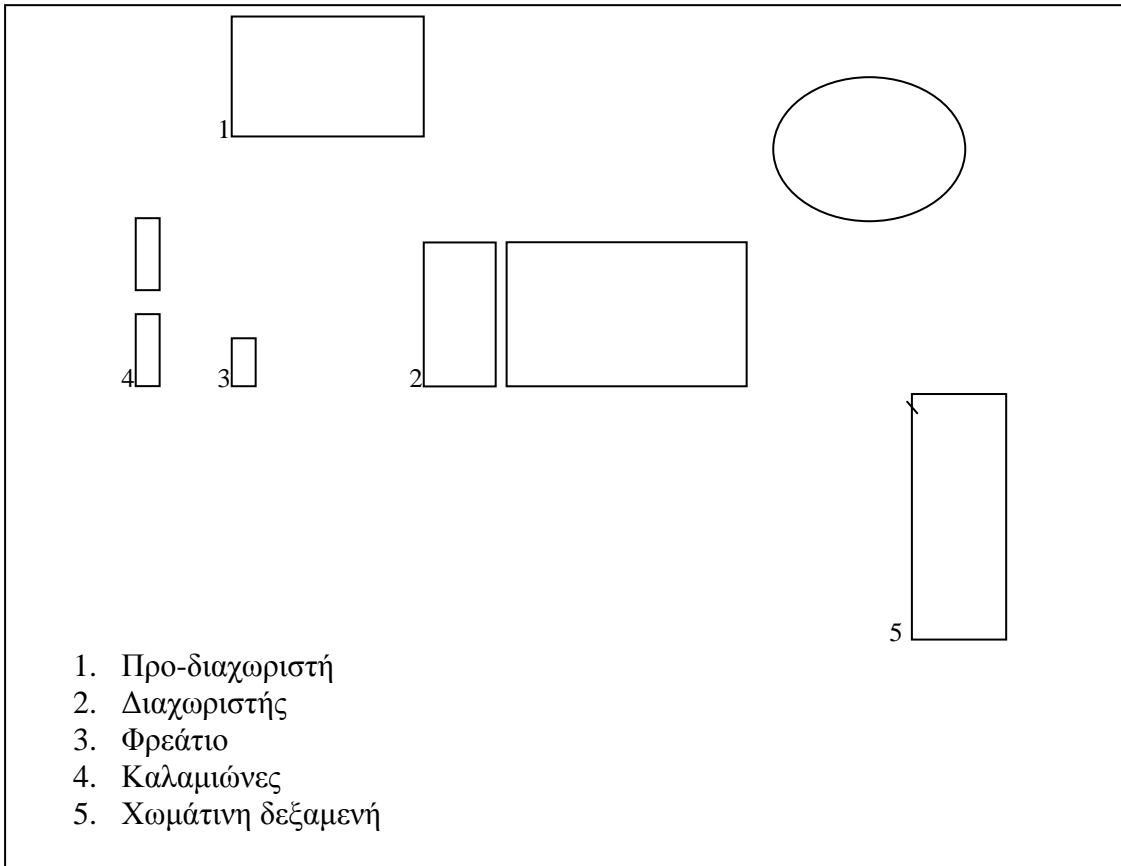 1
4
3
2
5
1. Προ-διαχωριστή
2. Διαχωριστής
3. Φρεάτιο
4. Καλαμιώνες
5. Χωμάτινη δεξαμενή